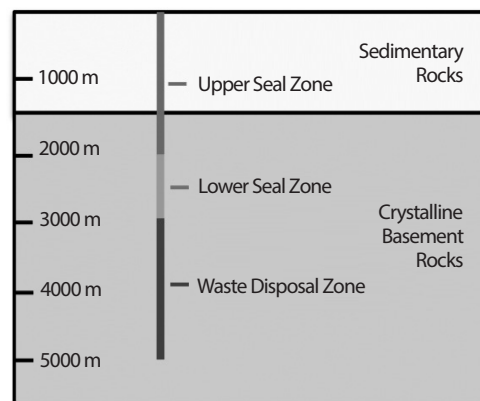 Sedimentary
Rocks
1000 m
Upper Seal Zone
2000 m
Lower Seal Zone
3000 m
Crystalline
Basement
Rocks
4000 m
Waste Disposal Zone
5000 m